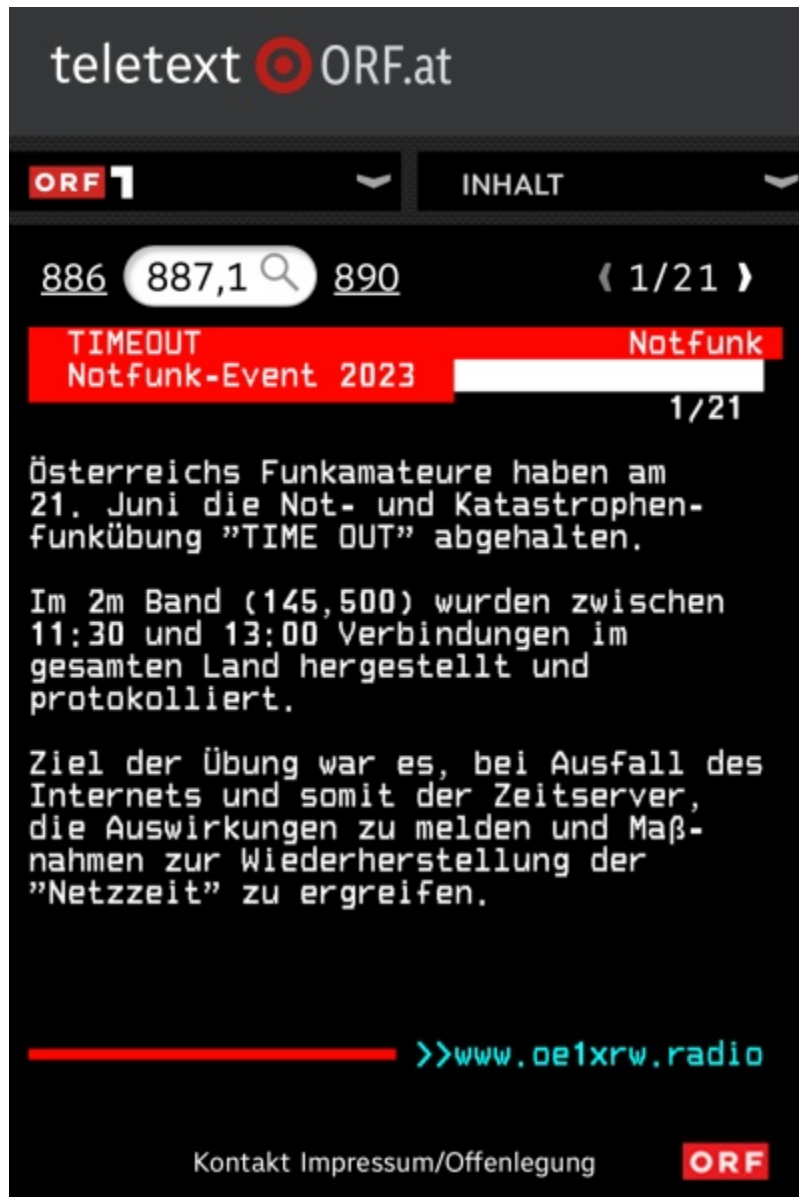 teletext ORF.at
ORF 1
INHALT
886 887,1 890 1/21
TIMEOUT Notfunk
Notfunk-Event 2023
1/21
Österreichs Funkamateure haben am
21. Juni die Not- und Katastrophen-
funkübung ”TIME OUT” abgehalten.
Im 2m Band (145,500) wurden zwischen
11:30 und 13:00 Verbindungen im
gesamten Land hergestellt und
protokolliert.
Ziel der Übung war es, bei Ausfall des
Internets und somit der Zeitserver,
die Auswirkungen zu melden und Maß-
nahmen zur Wiederherstellung der
”Netzzeit” zu ergreifen.
>>www.oe1xrw.radio
Kontakt Impressum/Offenlegung ORF